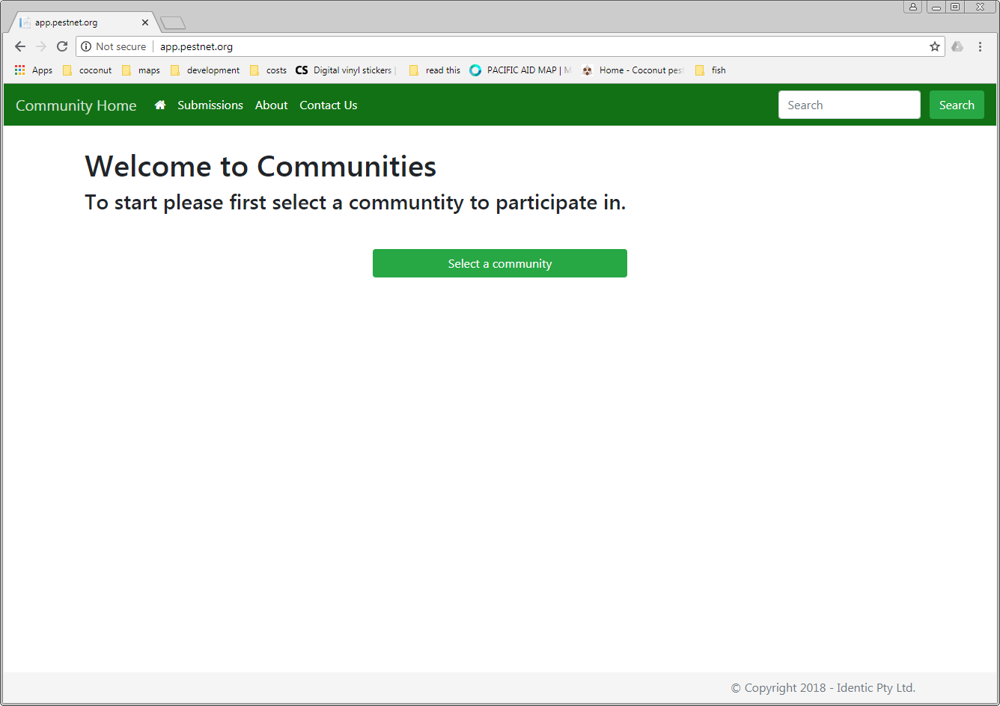 app.pestnet.org
Not secure app.pestnet.org
Apps coconut maps development costs CS Digital vinyl stickers | read this PACIFIC AID MAP | M Home - Coconut pest fish
Community Home Submissions About Contact Us Search Search
Welcome to Communities
To start please first select a communtity to participate in.
Select a community
© Copyright 2018 - Identic Pty Ltd.